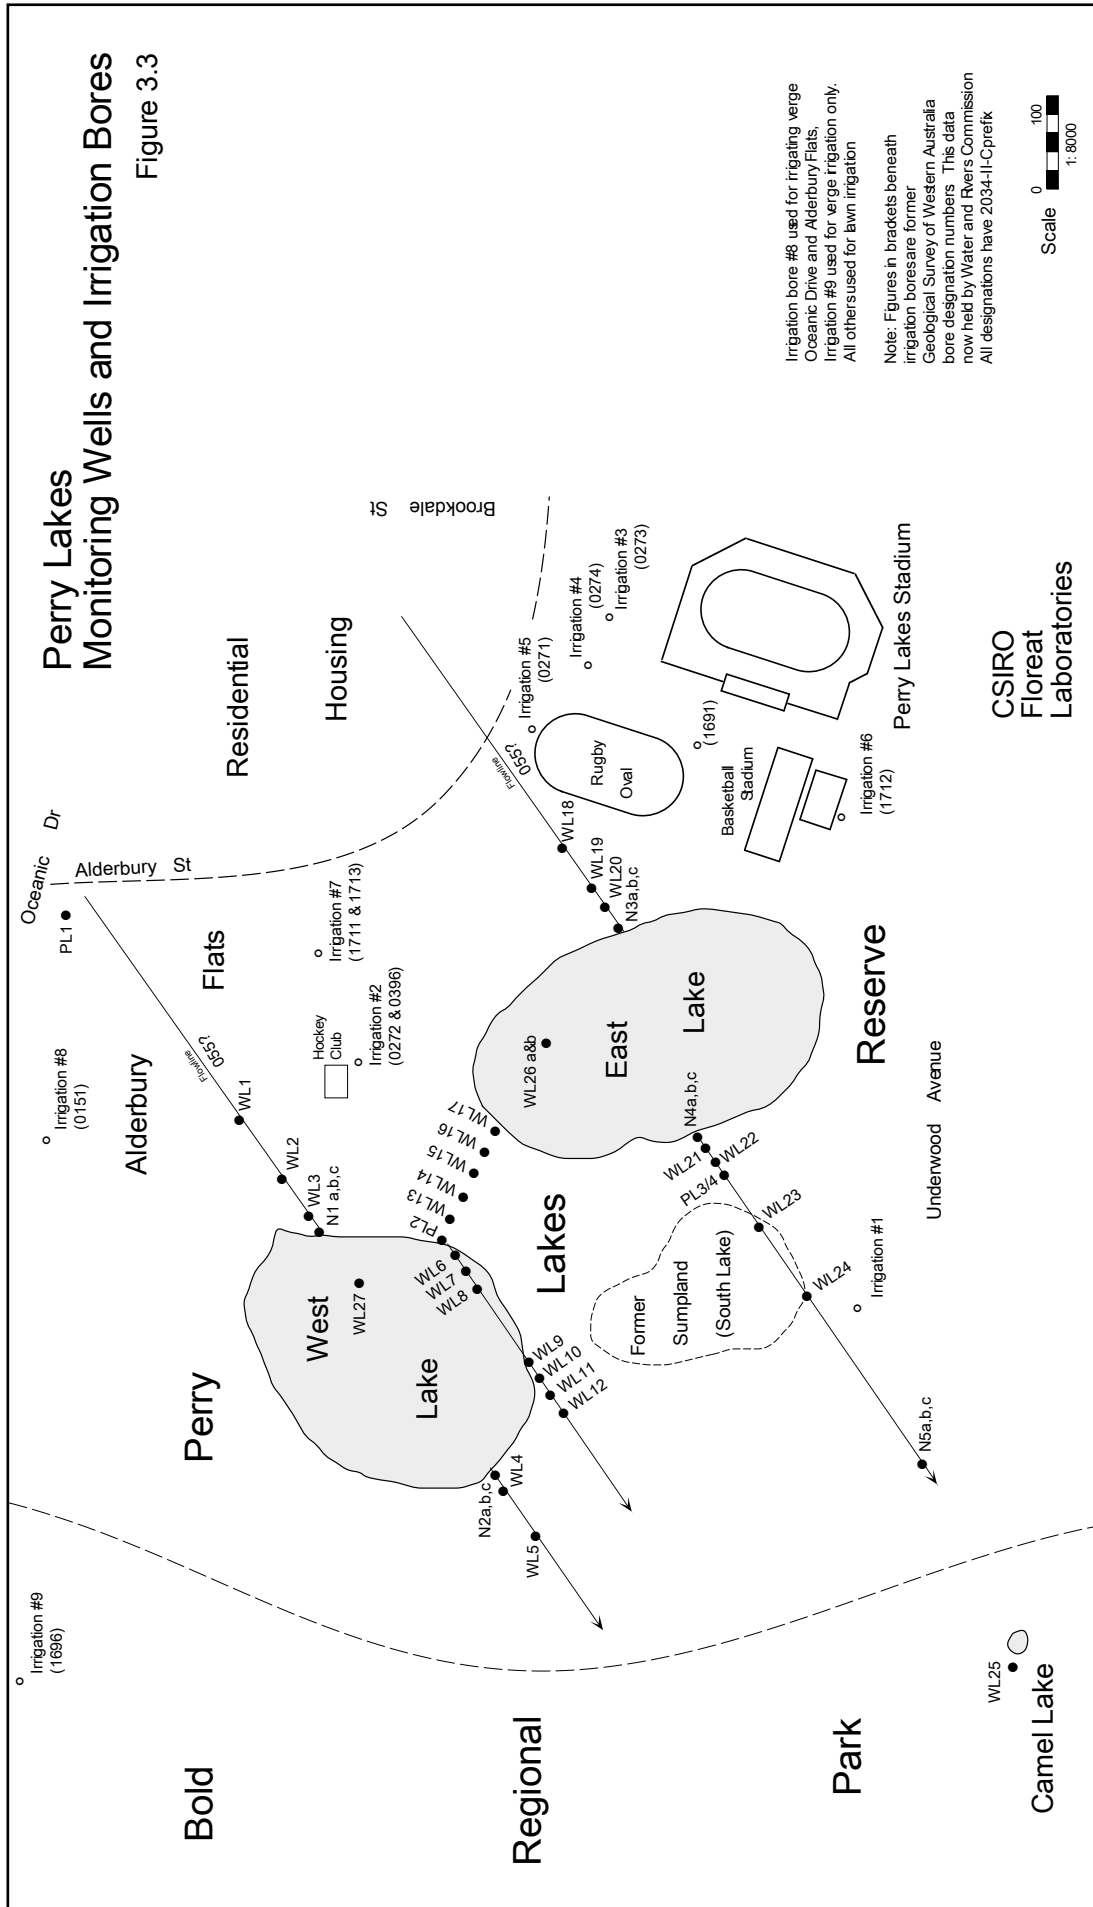 Perry Lakes
Monitoring Wells and Irrigation Bores
Figure 3.3
Irrigation #9
(1696)
Irrigation #8
(0151)
PL1
Oceanic Dr
Alderbury St
Residential
Housing
Brookdale St
Bold
Regional
Park
Perry
Lakes
Reserve
Alderbury
Flats
Flowline
055?
WL1
WL2
WL3
N1 a,b,c
Hockey
Club
Irrigation #7
(1711 & 1713)
Irrigation #2
(0272 & 0396)
West
Lake
WL27
PL2
WL13
WL14
WL15
WL16
WL17
WL6
WL7
WL8
WL9
WL10
WL11
WL12
N2a,b,c
WL4
WL5
East
Lake
WL26 a&b
Flowline
055?
WL18
WL19
WL20
N3a,b,c
Rugby
Oval
Irrigation #5
(0271)
Irrigation #4
(0274)
Irrigation #3
(0273)
(1691)
Basketball
Stadium
Irrigation #6
(1712)
Perry Lakes Stadium
N4a,b,c
WL21
WL22
PL3/4
WL23
WL24
N5a,b,c
Former
Sumpland
(South Lake)
Irrigation #1
Underwood Avenue
WL25
Camel Lake
CSIRO
Floreat
Laboratories
Irrigation bore #8 used for irrigating verge
Oceanic Drive and Alderbury Flats,
Irrigation #9 used for verge irrigation only.
All others used for lawn irrigation
Note: Figures in brackets beneath
irrigation bores are former
Geological Survey of Western Australia
bore designation numbers This data
now held by Water and Rivers Commission
All designations have 2034-II-Cprefix
Scale
0
100
1: 8000